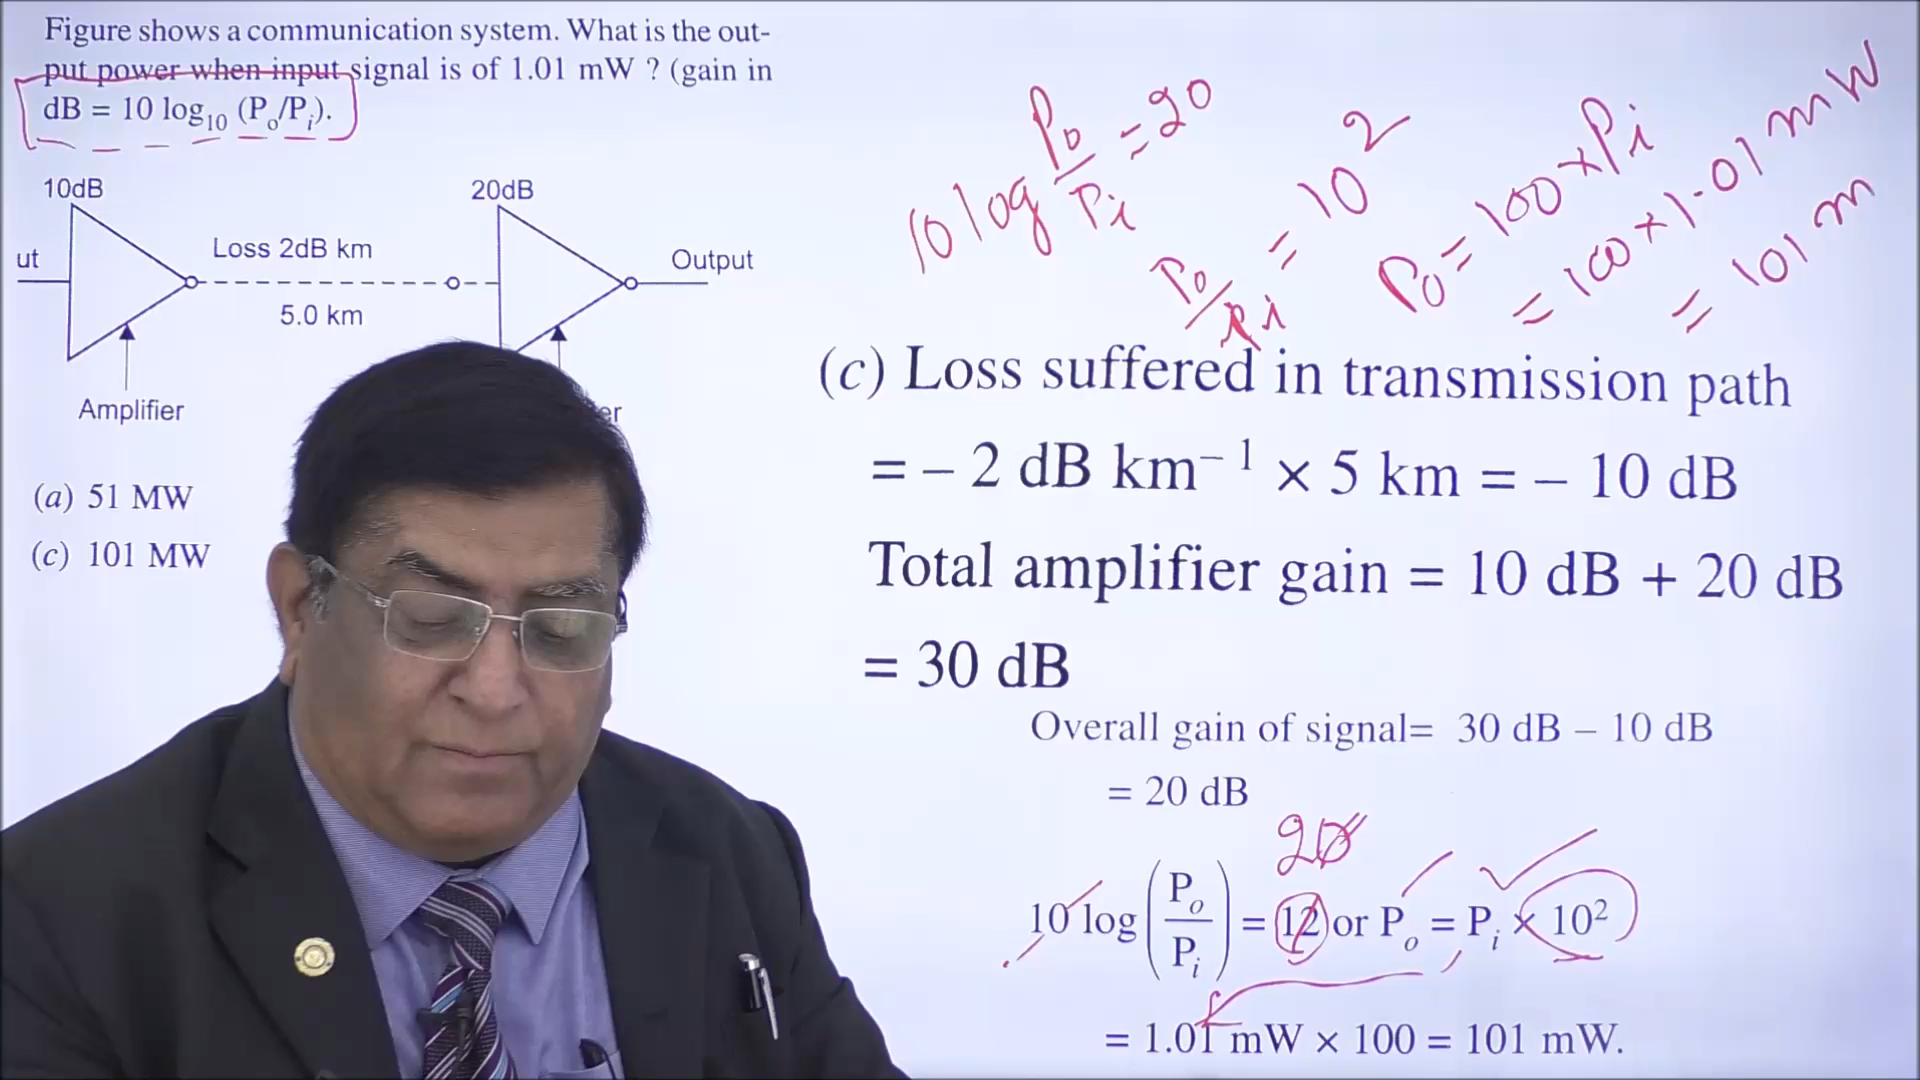 Figure shows a communication system. What is the out-
put power when input signal is of 1.01 mW ? (gain in
dB = 10 log₁₀ (Pₒ/Pᵢ).
10dB
20dB
ut
Loss 2dB km
5.0 km
Output
Amplifier
er
(a) 51 MW
(c) 101 MW
10 log Po/Pi = 20
Po/Pi = 10²
Po = 100 × Pi
= 100 × 1.01 mW
= 101 m
(c) Loss suffered in transmission path
= – 2 dB km⁻¹ × 5 km = – 10 dB
Total amplifier gain = 10 dB + 20 dB
= 30 dB
Overall gain of signal= 30 dB – 10 dB
= 20 dB
20
10 log (Pₒ/Pᵢ) = 12 or Pₒ = Pᵢ × 10²
= 1.01 mW × 100 = 101 mW.